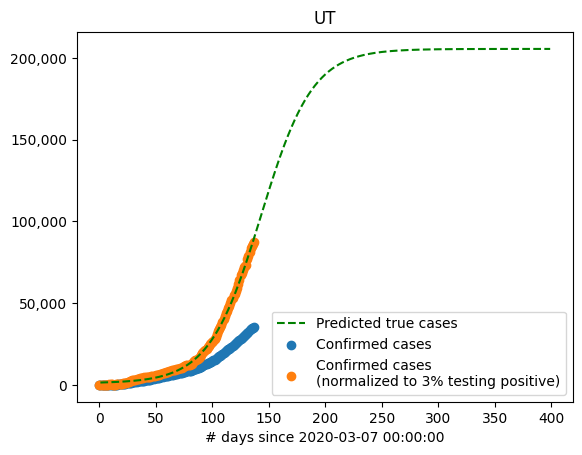 UT
200,000
150,000
100,000
50,000
0
0 50 100 150 200 250 300 350 400
# days since 2020-03-07 00:00:00
Predicted true cases
Confirmed cases
Confirmed cases
(normalized to 3% testing positive)